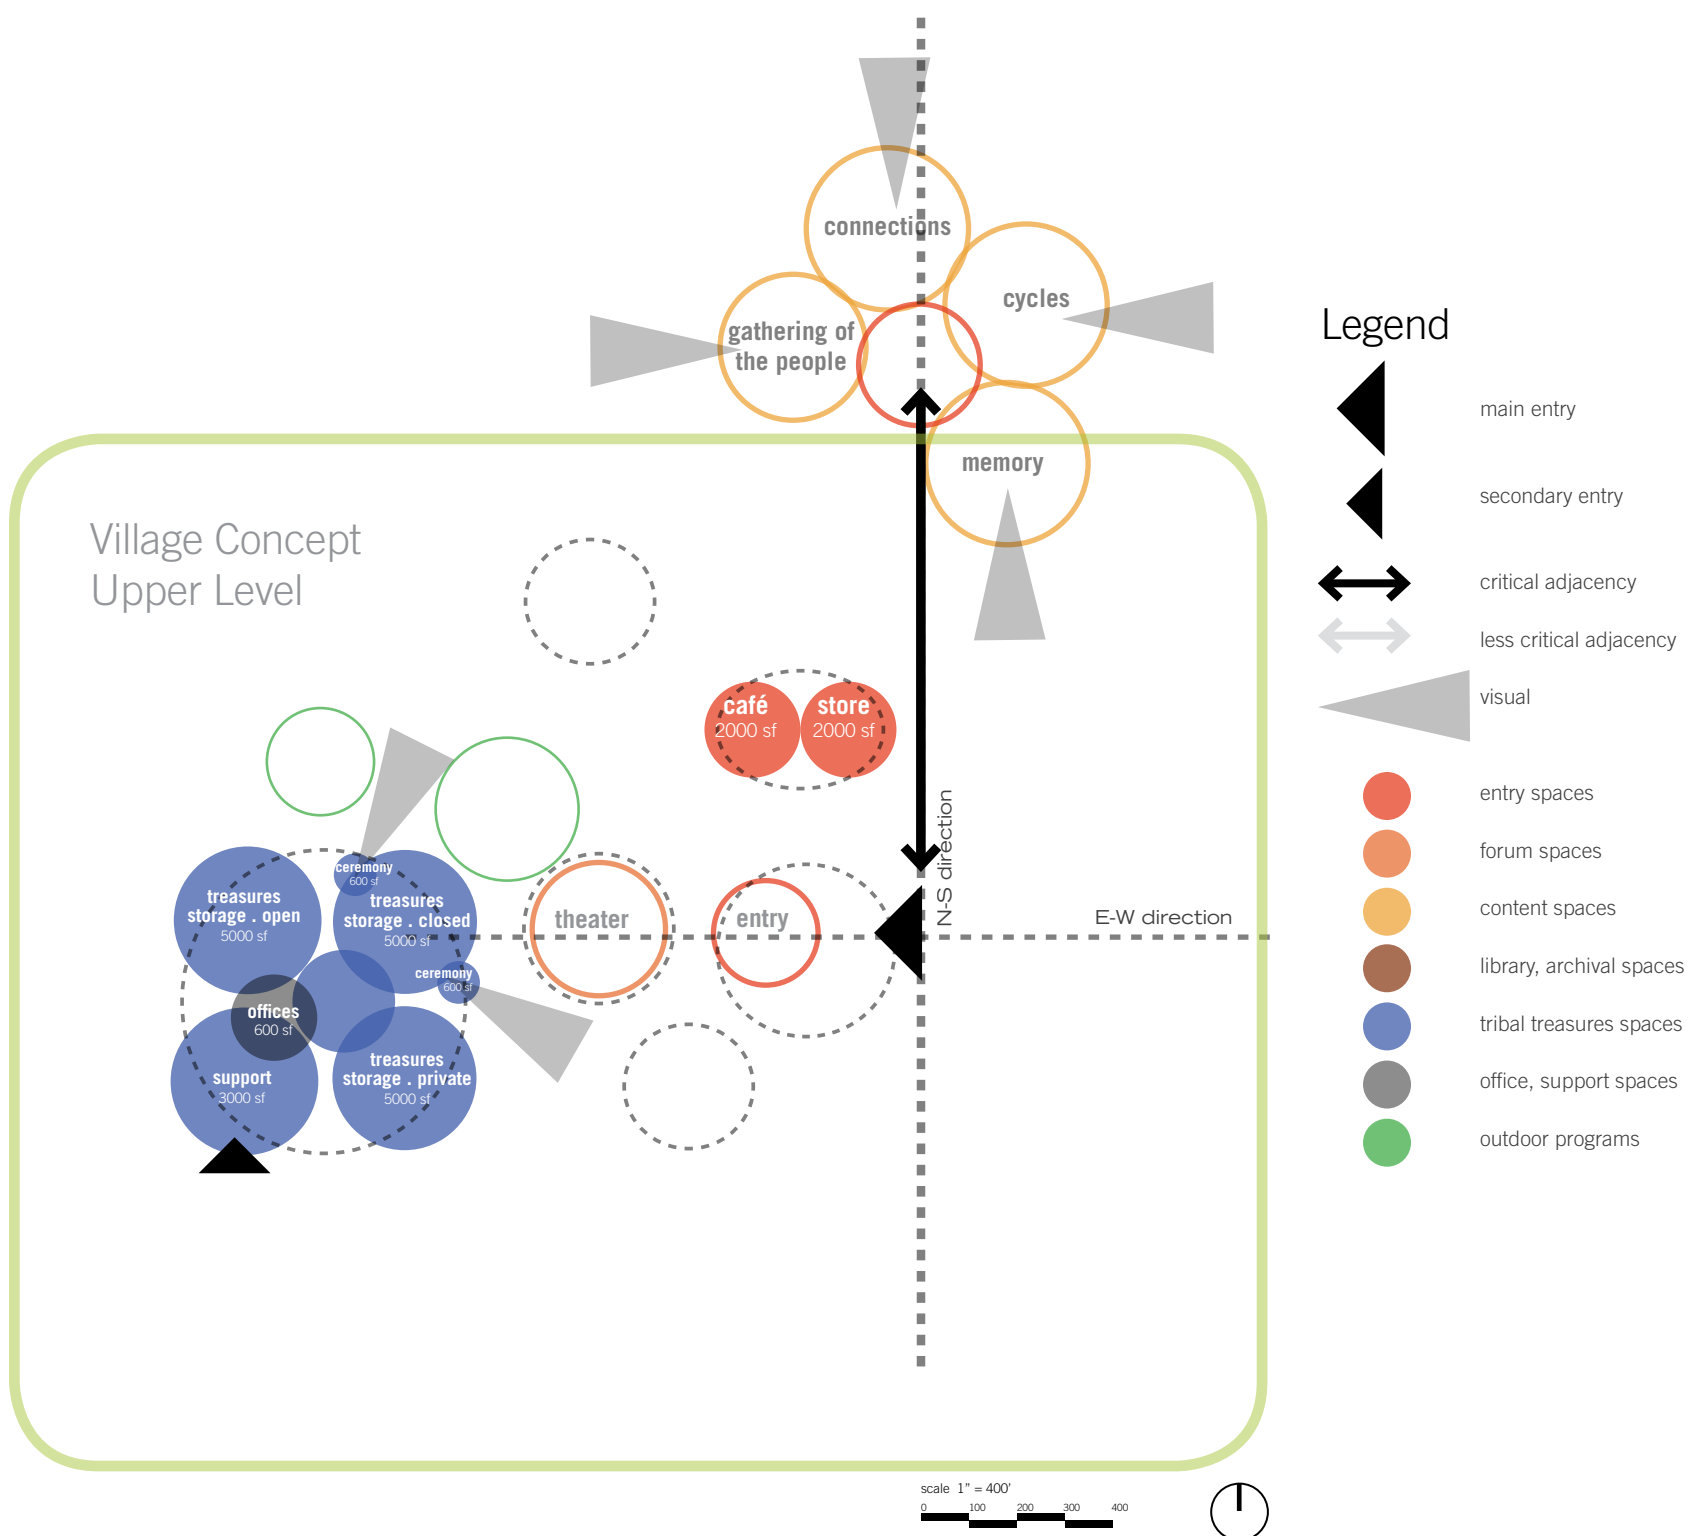 connections
cycles
gathering of
the people
memory
Village Concept
Upper Level
café
2000 sf
store
2000 sf
N-S direction
E-W direction
ceremony
600 sf
treasures
storage . open
5000 sf
treasures
storage . closed
5000 sf
theater
entry
ceremony
600 sf
offices
600 sf
support
3000 sf
treasures
storage . private
5000 sf
Legend
main entry
secondary entry
critical adjacency
less critical adjacency
visual
entry spaces
forum spaces
content spaces
library, archival spaces
tribal treasures spaces
office, support spaces
outdoor programs
scale 1" = 400'
0 100 200 300 400